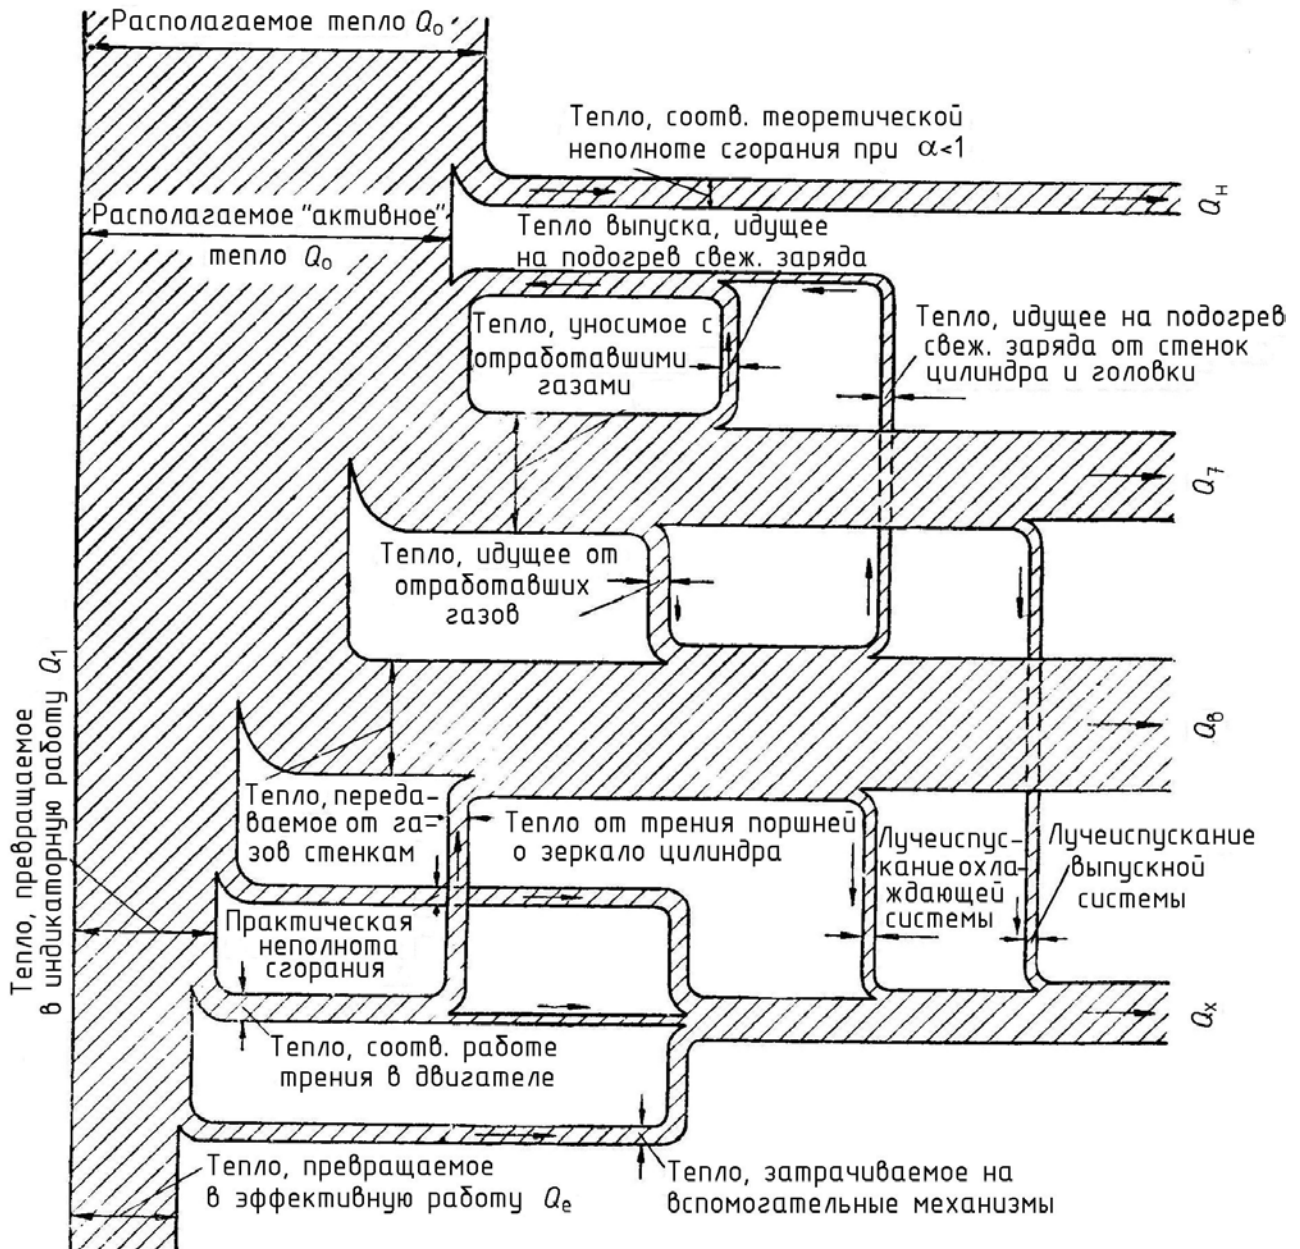 Располагаемое тепло Q₀
Тепло, соотв. теоретической
неполноте сгорания при α<1
Qн
Располагаемое "активное"
тепло Q₀
Тепло выпуска, идущее
на подогрев свеж. заряда
Тепло, уносимое с
отработавшими
газами
Тепло, идущее на подогрев
свеж. заряда от стенок
цилиндра и головки
Q₇
Тепло, идущее от
отработавших
газов
Тепло, превращаемое
в индикаторную работу Q₁
Qв
Тепло, переда-
ваемое от га-
зов стенкам
Тепло от трения поршней
о зеркало цилиндра
Лучеиспус-
кание охла-
ждающей
системы
Лучеиспускание
выпускной
системы
Практическая
неполнота
сгорания
Qх
Тепло, соотв. работе
трения в двигателе
Тепло, превращаемое
в эффективную работу Qе
Тепло, затрачиваемое на
вспомогательные механизмы